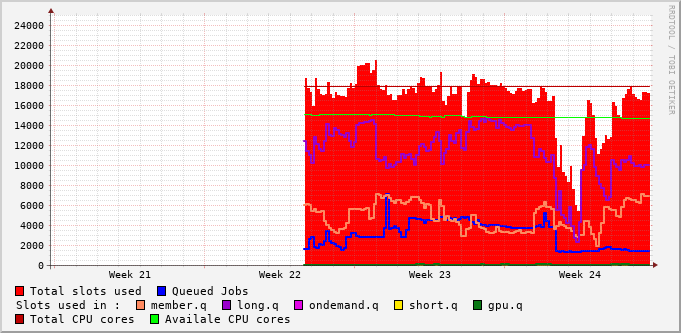 RRDTOOL / TOBI OETIKER
24000
22000
20000
18000
16000
14000
12000
10000
8000
6000
4000
2000
0
Week 21 Week 22 Week 23 Week 24
Total slots used Queued Jobs
Slots used in : member.q long.q ondemand.q short.q gpu.q
Total CPU cores Availale CPU cores